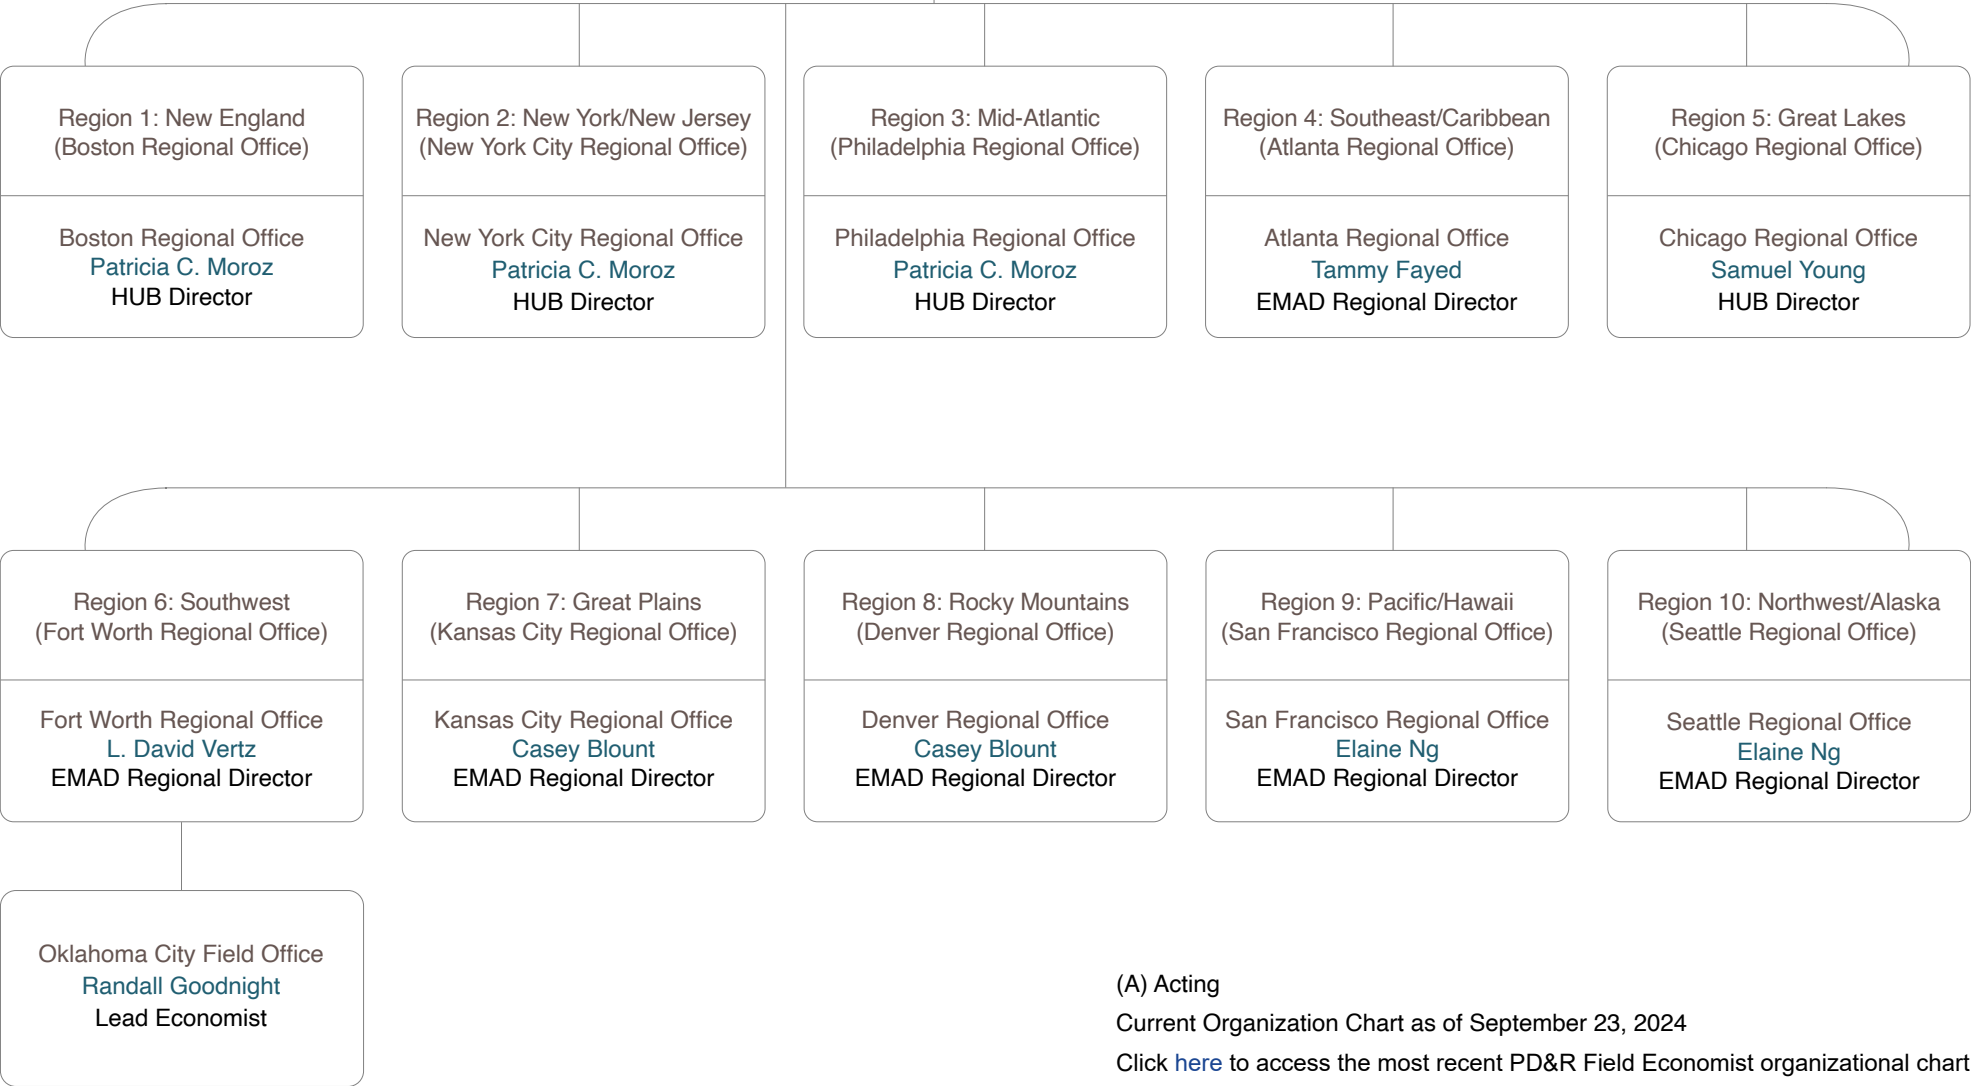 Region 1: New England
(Boston Regional Office)
Boston Regional Office
Patricia C. Moroz
HUB Director
Region 2: New York/New Jersey
(New York City Regional Office)
New York City Regional Office
Patricia C. Moroz
HUB Director
Region 3: Mid-Atlantic
(Philadelphia Regional Office)
Philadelphia Regional Office
Patricia C. Moroz
HUB Director
Region 4: Southeast/Caribbean
(Atlanta Regional Office)
Atlanta Regional Office
Tammy Fayed
EMAD Regional Director
Region 5: Great Lakes
(Chicago Regional Office)
Chicago Regional Office
Samuel Young
HUB Director
Region 6: Southwest
(Fort Worth Regional Office)
Fort Worth Regional Office
L. David Vertz
EMAD Regional Director
Region 7: Great Plains
(Kansas City Regional Office)
Kansas City Regional Office
Casey Blount
EMAD Regional Director
Region 8: Rocky Mountains
(Denver Regional Office)
Denver Regional Office
Casey Blount
EMAD Regional Director
Region 9: Pacific/Hawaii
(San Francisco Regional Office)
San Francisco Regional Office
Elaine Ng
EMAD Regional Director
Region 10: Northwest/Alaska
(Seattle Regional Office)
Seattle Regional Office
Elaine Ng
EMAD Regional Director
Oklahoma City Field Office
Randall Goodnight
Lead Economist
(A) Acting
Current Organization Chart as of September 23, 2024
Click here to access the most recent PD&R Field Economist organizational chart